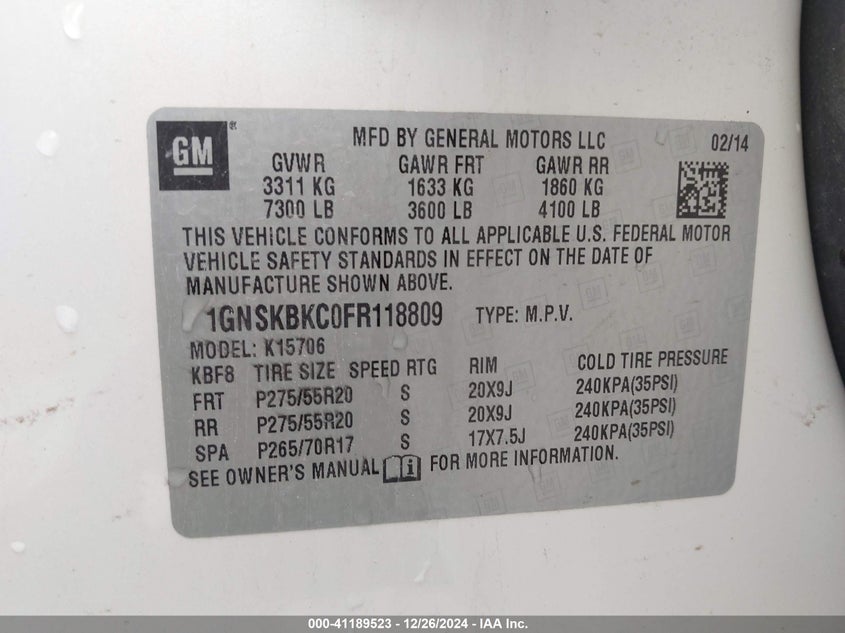 GM®
MFD BY GENERAL MOTORS LLC 02/14
GVWR GAWR FRT GAWR RR
3311 KG 1633 KG 1860 KG
7300 LB 3600 LB 4100 LB
THIS VEHICLE CONFORMS TO ALL APPLICABLE U.S. FEDERAL MOTOR
VEHICLE SAFETY STANDARDS IN EFFECT ON THE DATE OF
MANUFACTURE SHOWN ABOVE.
1GNSKBKC0FR118809 TYPE: M.P.V.
MODEL: K15706
KBF8 TIRE SIZE SPEED RTG RIM COLD TIRE PRESSURE
FRT P275/55R20 S 20X9J 240KPA(35PSI)
RR P275/55R20 S 20X9J 240KPA(35PSI)
SPA P265/70R17 S 17X7.5J 240KPA(35PSI)
SEE OWNER'S MANUAL FOR MORE INFORMATION.
000-41189523 - 12/26/2024 - IAA Inc.